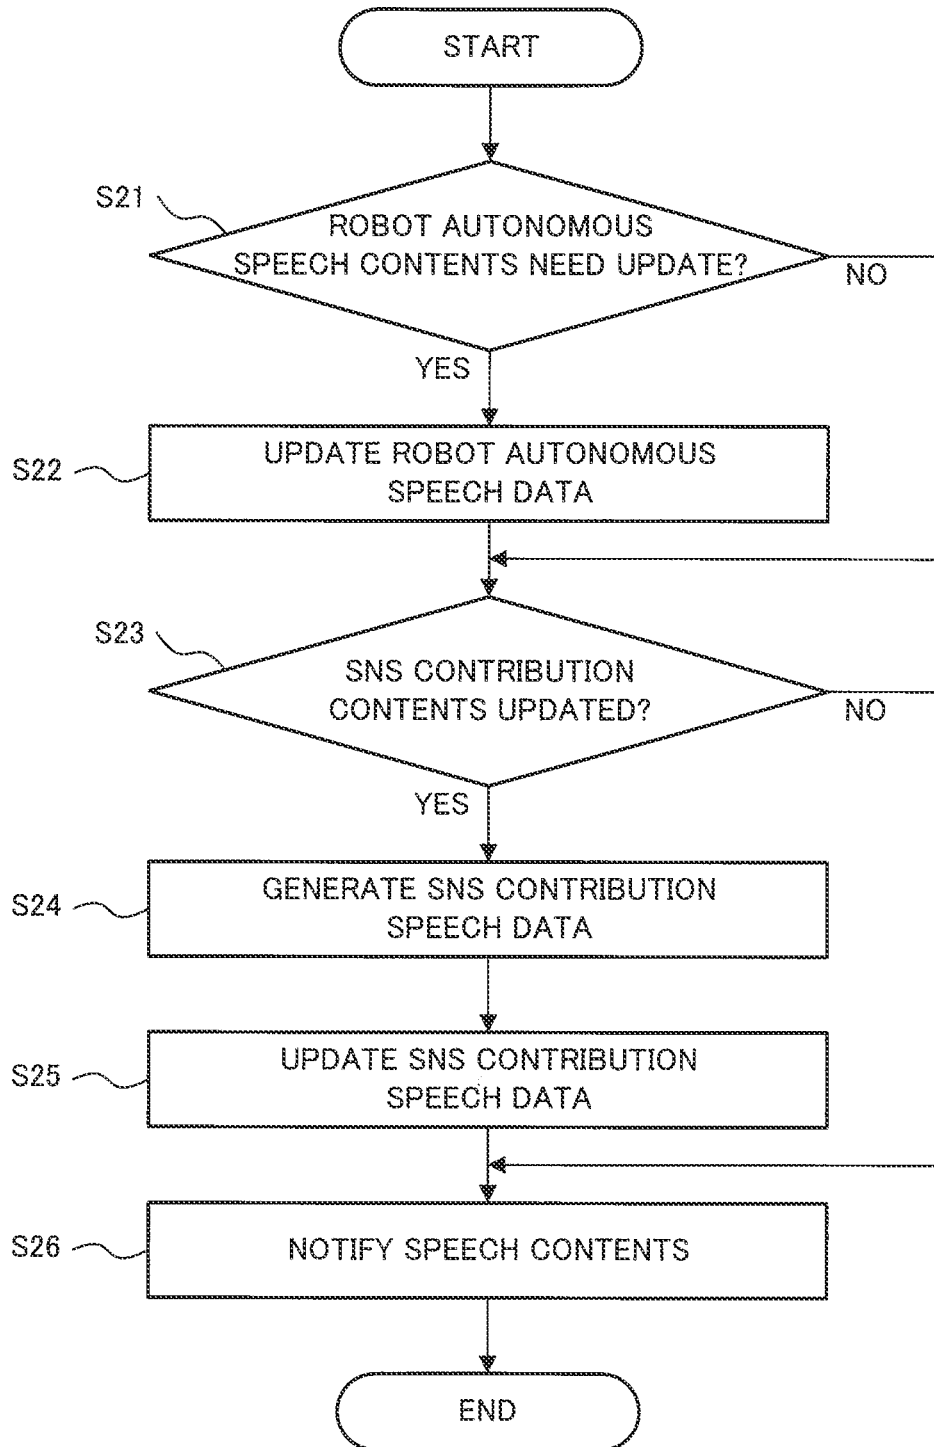 START
S21
ROBOT AUTONOMOUS
SPEECH CONTENTS NEED UPDATE?
NO
YES
S22
UPDATE ROBOT AUTONOMOUS
SPEECH DATA
S23
SNS CONTRIBUTION
CONTENTS UPDATED?
NO
YES
S24
GENERATE SNS CONTRIBUTION
SPEECH DATA
S25
UPDATE SNS CONTRIBUTION
SPEECH DATA
S26
NOTIFY SPEECH CONTENTS
END